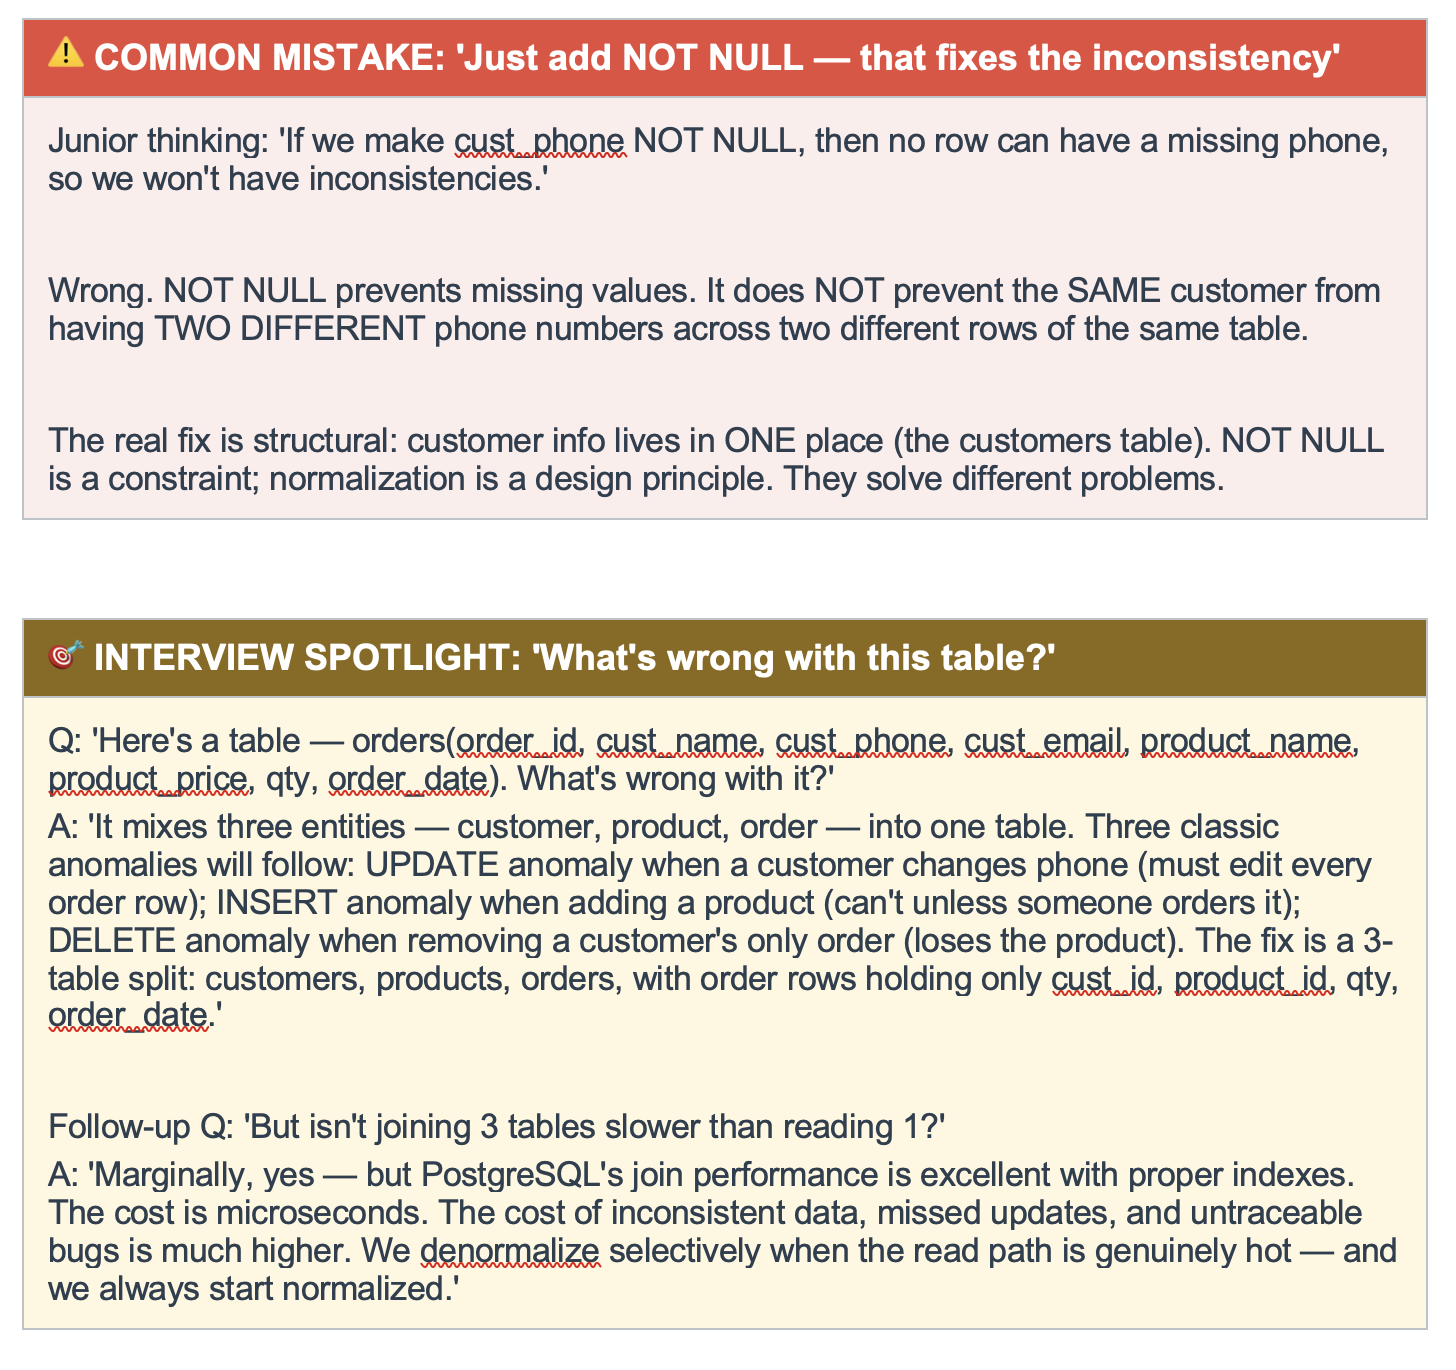 ⚠️ COMMON MISTAKE: 'Just add NOT NULL — that fixes the inconsistency'
Junior thinking: 'If we make cust_phone NOT NULL, then no row can have a missing phone,
so we won't have inconsistencies.'
Wrong. NOT NULL prevents missing values. It does NOT prevent the SAME customer from
having TWO DIFFERENT phone numbers across two different rows of the same table.
The real fix is structural: customer info lives in ONE place (the customers table). NOT NULL
is a constraint; normalization is a design principle. They solve different problems.
🎯 INTERVIEW SPOTLIGHT: 'What's wrong with this table?'
Q: 'Here's a table — orders(order_id, cust_name, cust_phone, cust_email, product_name,
product_price, qty, order_date). What's wrong with it?'
A: 'It mixes three entities — customer, product, order — into one table. Three classic
anomalies will follow: UPDATE anomaly when a customer changes phone (must edit every
order row); INSERT anomaly when adding a product (can't unless someone orders it);
DELETE anomaly when removing a customer's only order (loses the product). The fix is a 3-
table split: customers, products, orders, with order rows holding only cust_id, product_id, qty,
order_date.'
Follow-up Q: 'But isn't joining 3 tables slower than reading 1?'
A: 'Marginally, yes — but PostgreSQL's join performance is excellent with proper indexes.
The cost is microseconds. The cost of inconsistent data, missed updates, and untraceable
bugs is much higher. We denormalize selectively when the read path is genuinely hot — and
we always start normalized.'